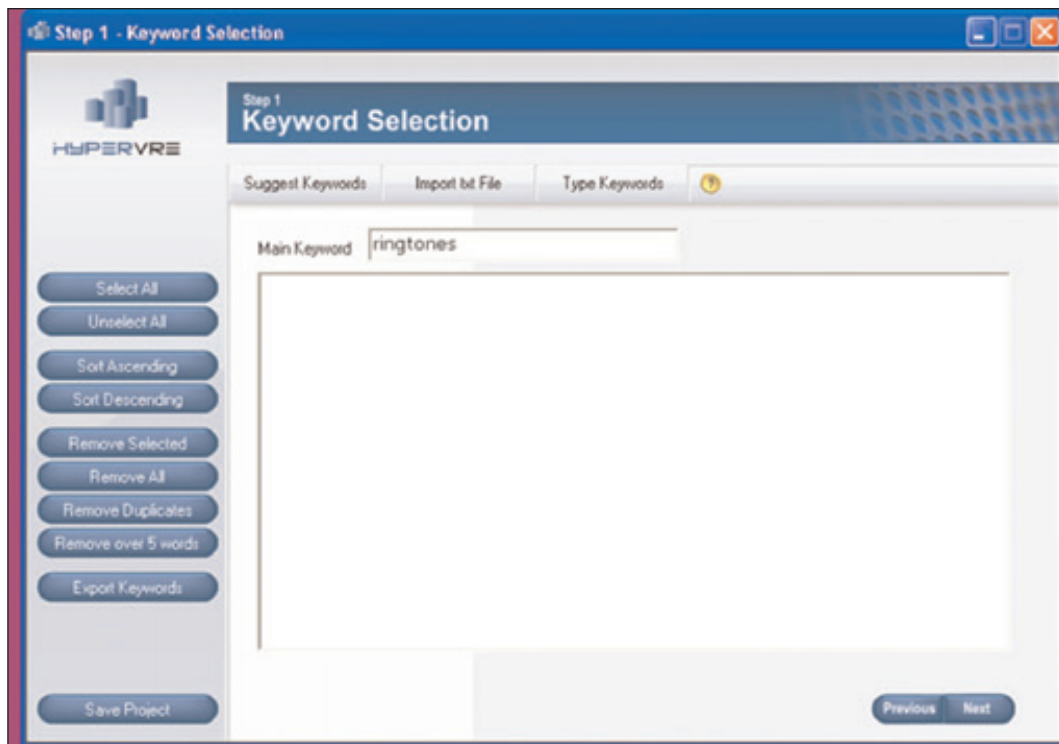 Step 1 - Keyword Selection
HYPERVRE
Step 1
Keyword Selection
Suggest Keywords
Import txt File
Type Keywords
?
Main Keyword
ringtones
Select All
Unselect All
Sort Ascending
Sort Descending
Remove Selected
Remove All
Remove Duplicates
Remove over 5 words
Export Keywords
Save Project
Previous
Next